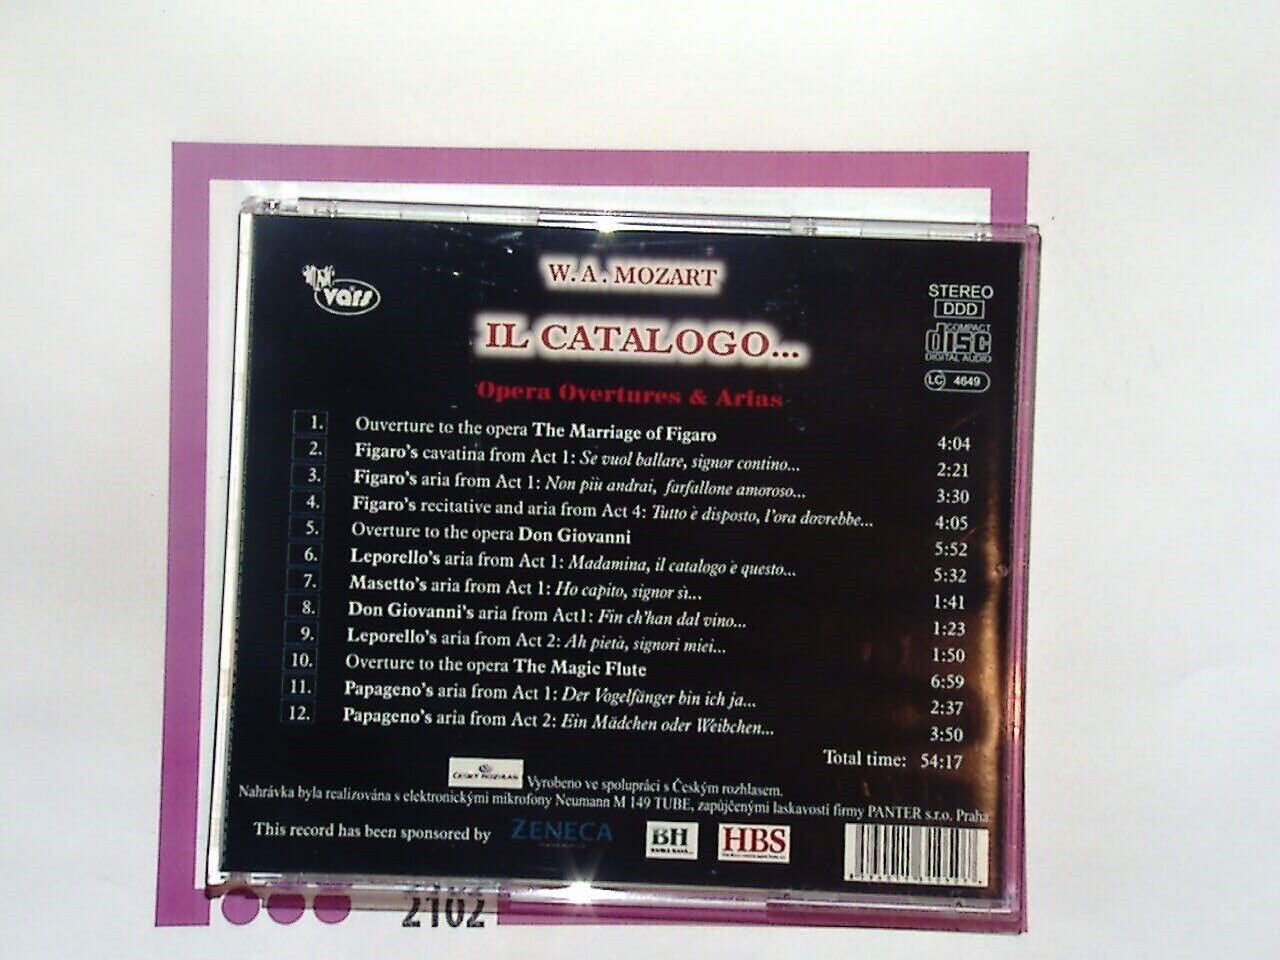 music vars
W. A. MOZART
IL CATALOGO...
Opera Overtures & Arias
STEREO
DDD
COMPACT
disc
DIGITAL AUDIO
LC 4649
1. Ouverture to the opera The Marriage of Figaro 4:04
2. Figaro's cavatina from Act 1: Se vuol ballare, signor contino... 2:21
3. Figaro's aria from Act 1: Non più andrai, farfallone amoroso... 3:30
4. Figaro's recitative and aria from Act 4: Tutto è disposto, l'ora dovrebbe... 4:05
5. Overture to the opera Don Giovanni 5:52
6. Leporello's aria from Act 1: Madamina, il catalogo è questo... 5:32
7. Masetto's aria from Act 1: Ho capito, signor sì... 1:41
8. Don Giovanni's aria from Act1: Fin ch'han dal vino... 1:23
9. Leporello's aria from Act 2: Ah pietà, signori miei... 1:50
10. Overture to the opera The Magic Flute 6:59
11. Papageno's aria from Act 1: Der Vogelfänger bin ich ja... 2:37
12. Papageno's aria from Act 2: Ein Mädchen oder Weibchen... 3:50
Total time: 54:17
ČESKÝ ROZHLAS Vyrobeno ve spolupráci s Českým rozhlasem.
Nahrávka byla realizována s elektronickými mikrofony Neumann M 149 TUBE, zapůjčenými laskavostí firmy PANTER s.r.o. Praha
This record has been sponsored by ZENECA BH HBS
2102